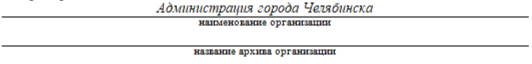 Администрация города Челябинска
наименование организации
название архива организации